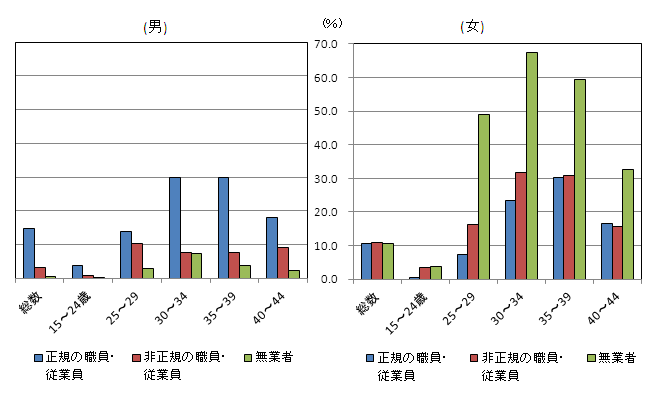 (男)
(%)
(女)
70.0
60.0
50.0
40.0
30.0
20.0
10.0
0.0
総数
15～24歳
25～29
30～34
35～39
40～44
総数
15～24歳
25～29
30～34
35～39
40～44
正規の職員・
従業員
非正規の職員・
従業員
無業者
正規の職員・
従業員
非正規の職員・
従業員
無業者